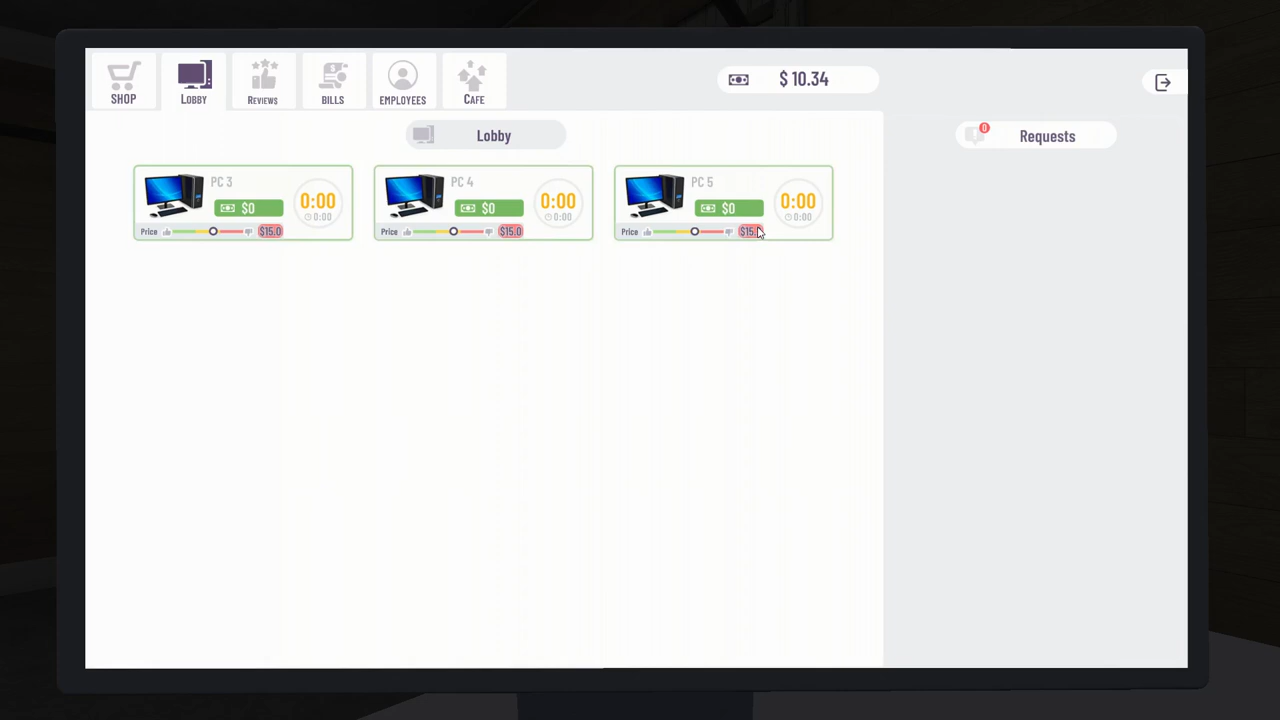 SHOP
LOBBY
REVIEWS
BILLS
EMPLOYEES
CAFE
$ 10.34
Lobby
0
Requests
PC 3
$0
0:00
0:00
Price
$15.0
PC 4
$0
0:00
0:00
Price
$15.0
PC 5
$0
0:00
0:00
Price